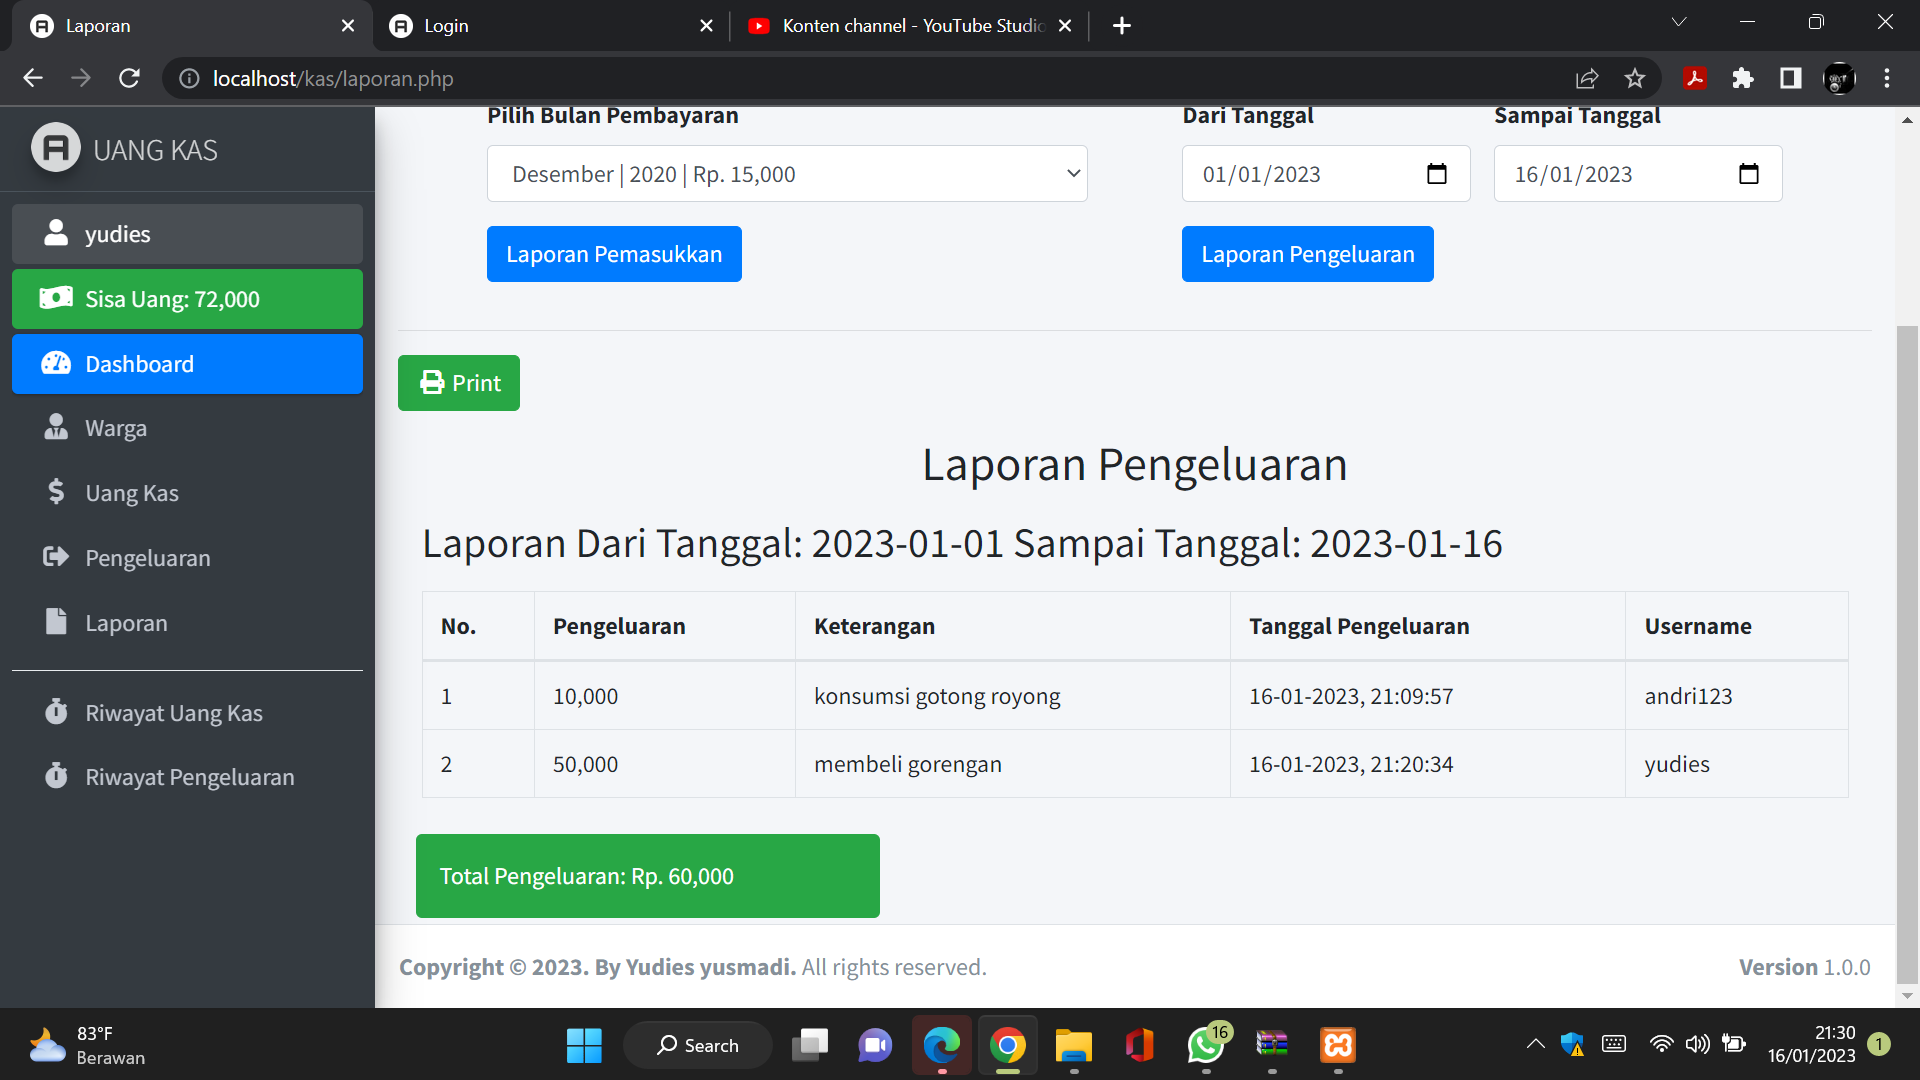 Laporan
Login
Konten channel - YouTube Studio
localhost/kas/laporan.php
UANG KAS
yudies
Sisa Uang: 72,000
Dashboard
Warga
Uang Kas
Pengeluaran
Laporan
Riwayat Uang Kas
Riwayat Pengeluaran
Pilih Bulan Pembayaran
Dari Tanggal
Sampai Tanggal
Desember | 2020 | Rp. 15,000
01/01/2023
16/01/2023
Laporan Pemasukkan
Laporan Pengeluaran
Print
Laporan Pengeluaran
Laporan Dari Tanggal: 2023-01-01 Sampai Tanggal: 2023-01-16
No. Pengeluaran Keterangan Tanggal Pengeluaran Username
1 10,000 konsumsi gotong royong 16-01-2023, 21:09:57 andri123
2 50,000 membeli gorengan 16-01-2023, 21:20:34 yudies
Total Pengeluaran: Rp. 60,000
Copyright © 2023. By Yudies yusmadi. All rights reserved.
Version 1.0.0
83°F
Berawan
Search
16
21:30
16/01/2023
1